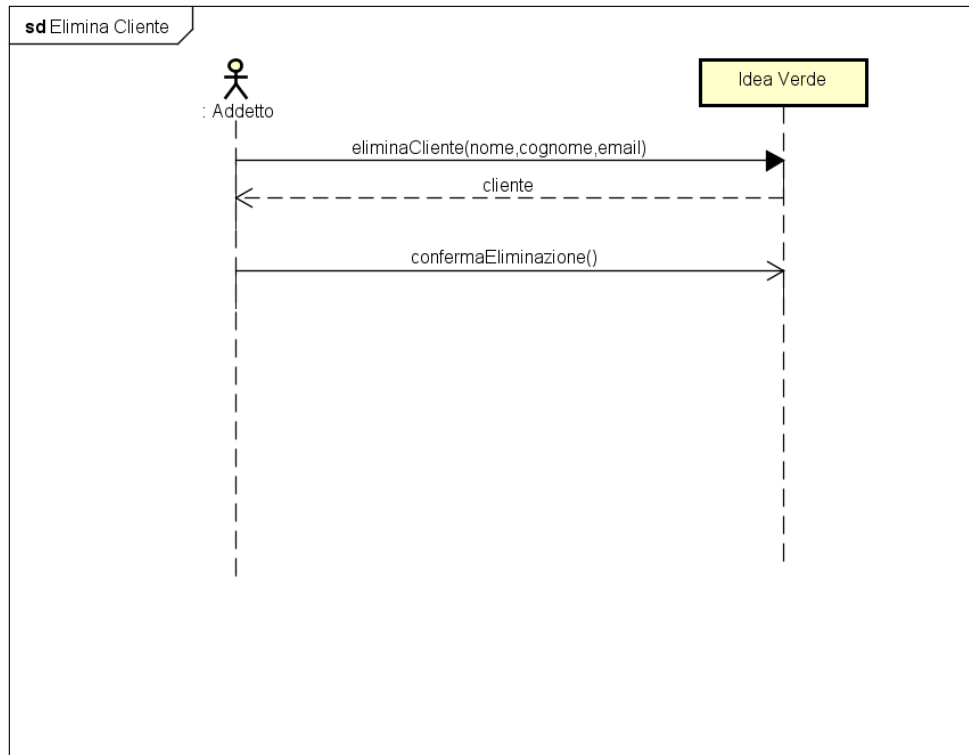 sd Elimina Cliente
Idea Verde
: Addetto
eliminaCliente(nome,cognome,email)
cliente
confermaEliminazione()